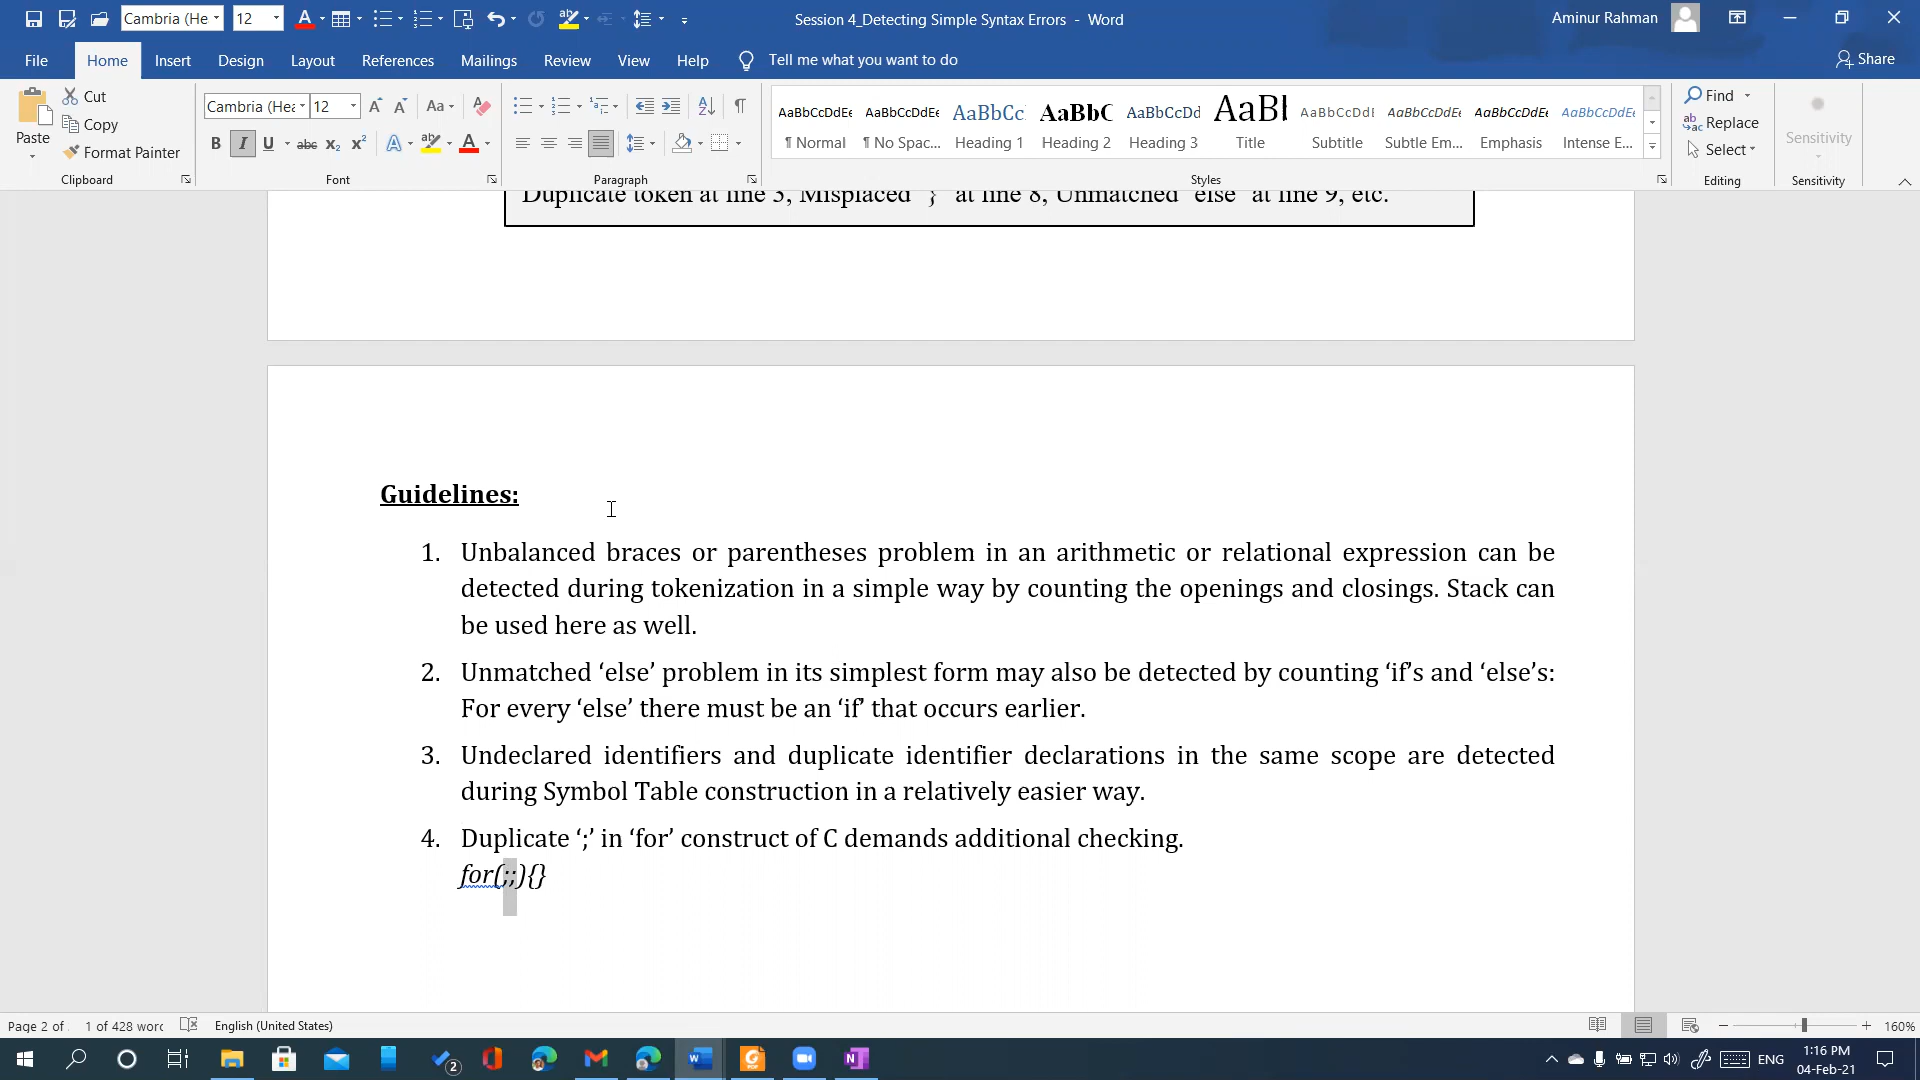 Cambria (He 12
Session 4_Detecting Simple Syntax Errors - Word
Aminur Rahman
File Home Insert Design Layout References Mailings Review View Help Tell me what you want to do
Share
Paste
Cut
Copy
Format Painter
Clipboard
Cambria (Hea 12
Font
Paragraph
AaBbCcDdEe AaBbCcDdEe AaBbCc AaBbC AaBbCcDd AaBl AaBbCcDdI AaBbCcDdEe AaBbCcDdEe AaBbCcDdEe
¶ Normal ¶ No Spac... Heading 1 Heading 2 Heading 3 Title Subtitle Subtle Em... Emphasis Intense E...
Styles
Find
Replace
Select
Editing
Sensitivity
Sensitivity
Duplicate token at line 3, Misplaced ‘}’ at line 8, Unmatched ‘else’ at line 9, etc.
Guidelines:
1. Unbalanced braces or parentheses problem in an arithmetic or relational expression can be
detected during tokenization in a simple way by counting the openings and closings. Stack can
be used here as well.
2. Unmatched ‘else’ problem in its simplest form may also be detected by counting ‘if’s and ‘else’s:
For every ‘else’ there must be an ‘if’ that occurs earlier.
3. Undeclared identifiers and duplicate identifier declarations in the same scope are detected
during Symbol Table construction in a relatively easier way.
4. Duplicate ‘;’ in ‘for’ construct of C demands additional checking.
for(;;){}
Page 2 of 1 of 428 word English (United States)
160%
2
ENG
1:16 PM
04-Feb-21